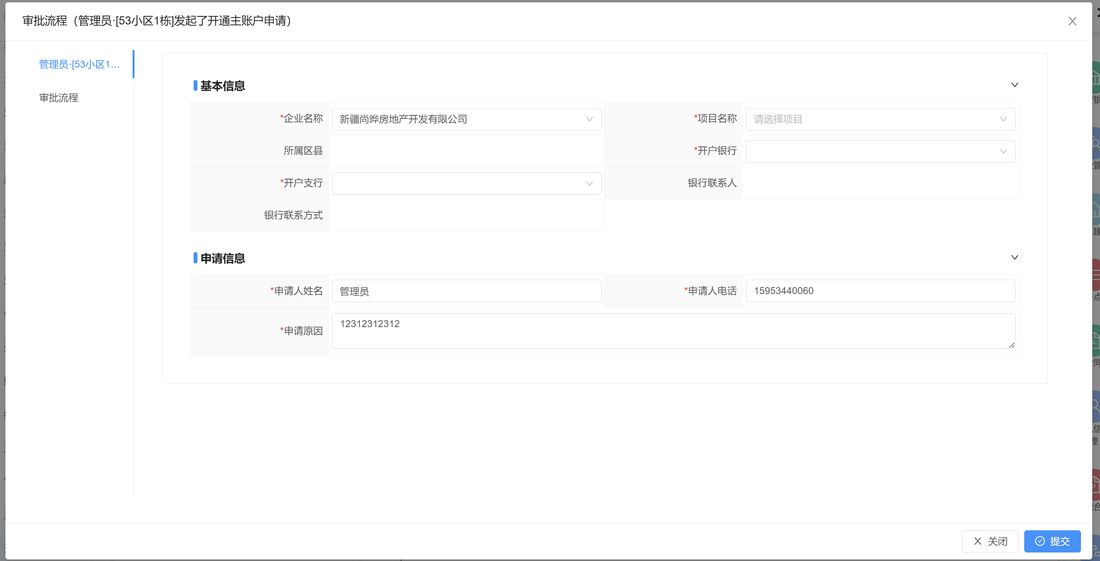 审批流程（管理员·[53小区1栋]发起了开通主账户申请）
管理员·[53小区1...
审批流程
基本信息
*企业名称 新疆尚晔房地产开发有限公司 *项目名称 请选择项目
所属区县 *开户银行
*开户支行 银行联系人
银行联系方式
申请信息
*申请人姓名 管理员 *申请人电话 15953440060
*申请原因 12312312312
关闭 提交